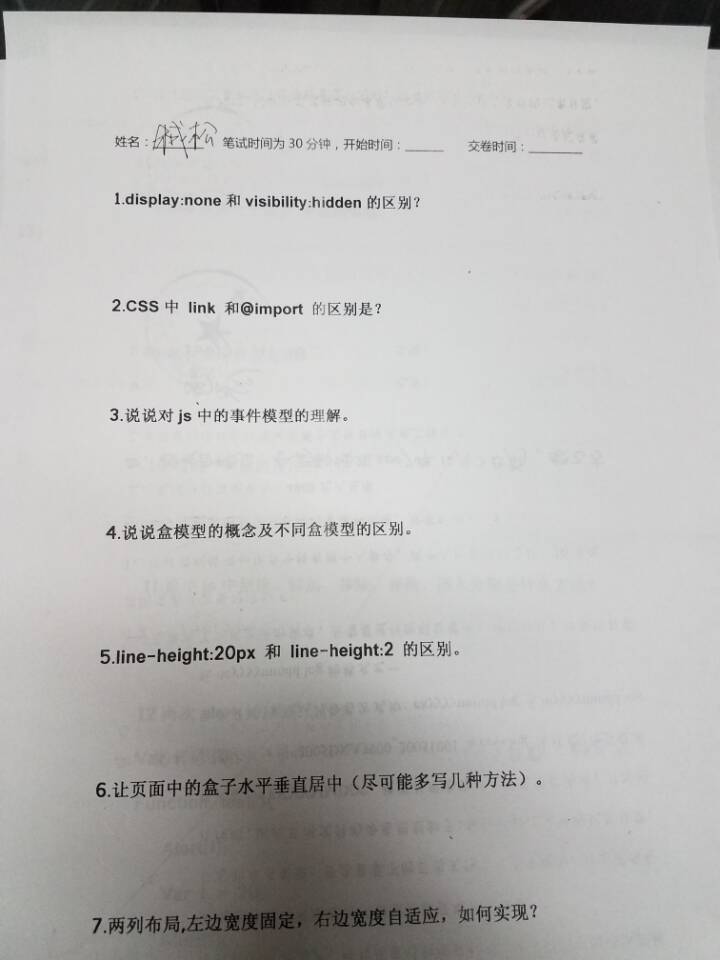 姓名：松 笔试时间为 30 分钟，开始时间：______ 交卷时间：________
1.display:none 和 visibility:hidden 的区别？
2.CSS 中 link 和@import 的区别是？
3.说说对 js 中的事件模型的理解。
4.说说盒模型的概念及不同盒模型的区别。
5.line-height:20px 和 line-height:2 的区别。
6.让页面中的盒子水平垂直居中（尽可能多写几种方法）。
7.两列布局,左边宽度固定，右边宽度自适应，如何实现？